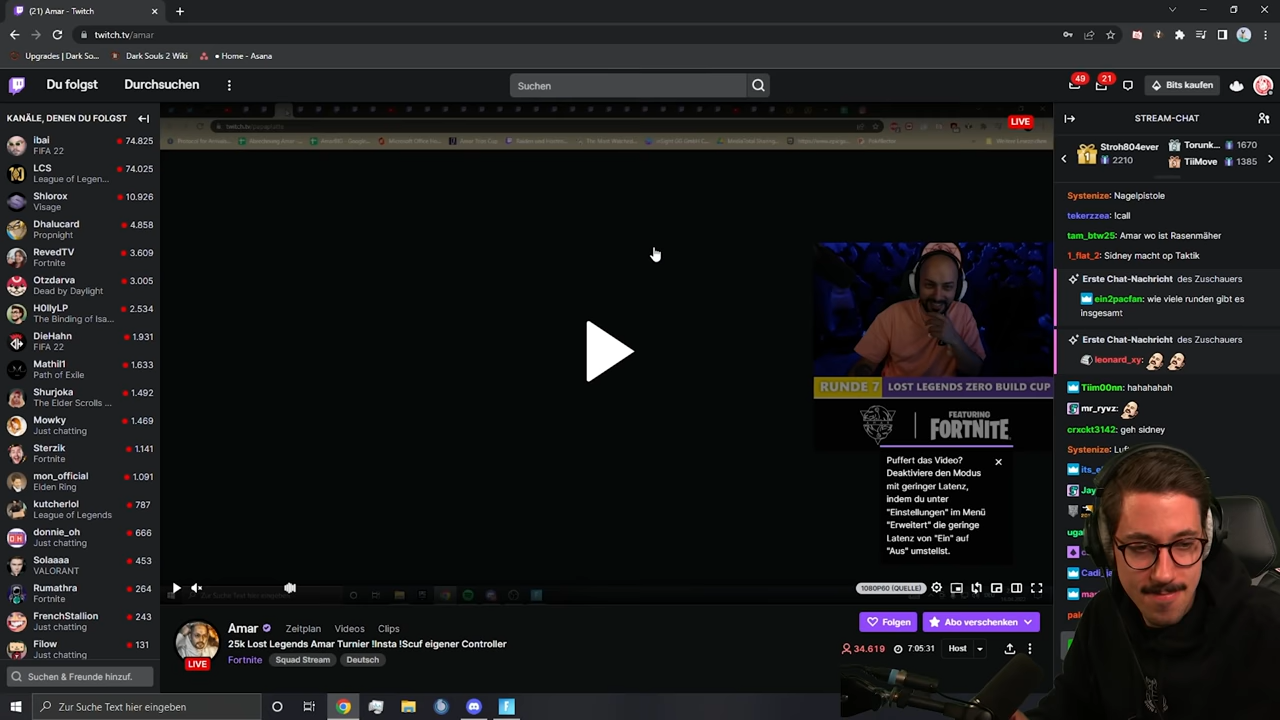 (21) Amar - Twitch
twitch.tv/amar
Upgrades | Dark So...
Dark Souls 2 Wiki
• Home - Asana
Du folgst
Durchsuchen
Suchen
49
21
Bits kaufen
KANÄLE, DENEN DU FOLGST
ibai
74.825
FIFA 22
LCS
74.025
League of Legen...
Shiorox
10.926
Visage
Dhalucard
4.858
Propnight
RevedTV
3.609
Fortnite
Otzdarva
3.005
Dead by Daylight
H0llyLP
2.534
The Binding of Isa...
DieHahn
1.931
FIFA 22
Mathil1
1.633
Path of Exile
Shurjoka
1.492
The Elder Scrolls ...
Mowky
1.469
Just chatting
Sterzik
1.141
Fortnite
mon_official
1.091
Elden Ring
kutcherlol
787
League of Legends
donnie_oh
666
Just chatting
Solaaaa
453
VALORANT
Rumathra
264
Fortnite
FrenchStallion
243
Just chatting
Filow
131
Just chatting
Suchen & Freunde hinzuf.
LIVE
RUNDE 7
LOST LEGENDS ZERO BUILD CUP
FEATURING
FORTNITE
Puffert das Video?
Deaktiviere den Modus
mit geringer Latenz,
indem du unter
"Einstellungen" im Menü
"Erweitert" die geringe
Latenz von "Ein" auf
"Aus" umstellst.
1080P60 (QUELLE)
LIVE
Amar
Zeitplan
Videos
Clips
25k Lost Legends Amar Turnier !Insta !Scuf eigener Controller
Fortnite
Squad Stream
Deutsch
Folgen
Abo verschenken
34.619
7:05:31
Host
STREAM-CHAT
1
Stroh804ever
2210
Torunk...
1670
TiiMove
1385
Systenize: Nagelpistole
tekerzzea: !call
tam_btw25: Amar wo ist Rasenmäher
1_flat_2: Sidney macht op Taktik
Erste Chat-Nachricht des Zuschauers
ein2pacfan: wie viele runden gibt es
insgesamt
Erste Chat-Nachricht des Zuschauers
leonard_xy:
Tiim00nn: hahahahah
mr_ryvz:
crxckt3142: geh sidney
Systenize:
Zur Suche Text hier eingeben